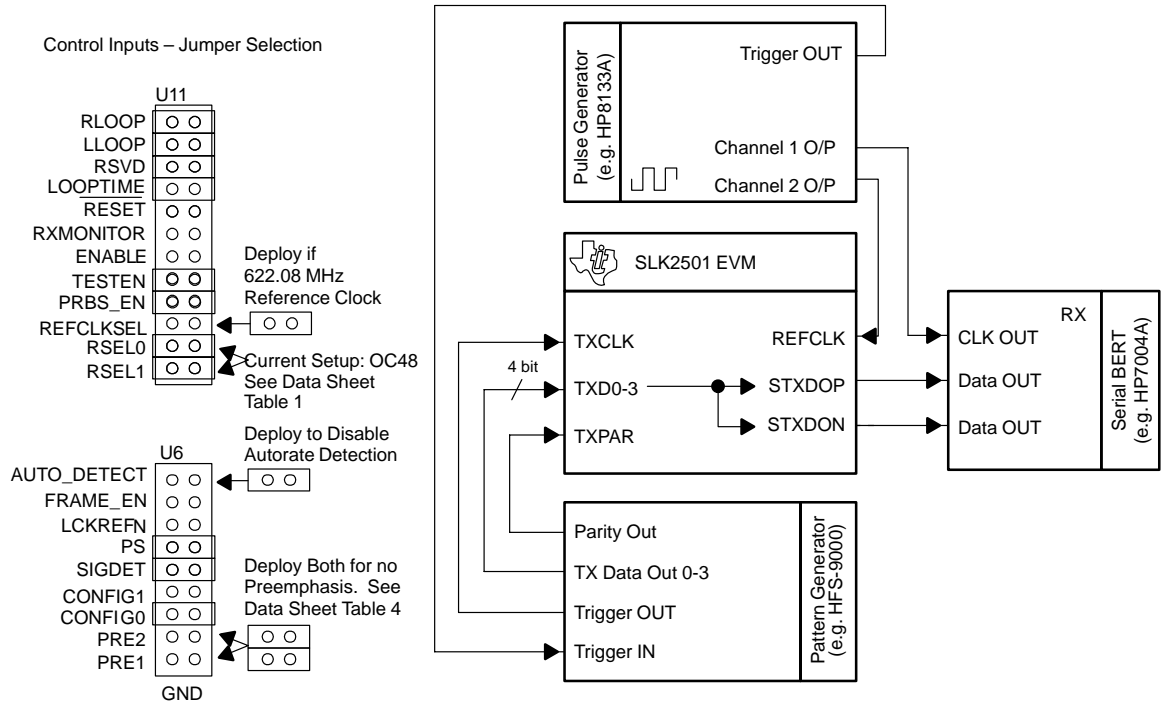 Control Inputs – Jumper Selection
U11
RLOOP
LLOOP
RSVD
LOOPTIME
RESET
RXMONITOR
ENABLE
TESTEN
PRBS_EN
REFCLKSEL
RSEL0
RSEL1
Deploy if
622.08 MHz
Reference Clock
Current Setup: OC48
See Data Sheet
Table 1
U6
AUTO_DETECT
FRAME_EN
LCKREFN
PS
SIGDET
CONFIG1
CONFIG0
PRE2
PRE1
GND
Deploy to Disable
Autorate Detection
Deploy Both for no
Preemphasis. See
Data Sheet Table 4
Pulse Generator
(e.g. HP8133A)
Trigger OUT
Channel 1 O/P
Channel 2 O/P
SLK2501 EVM
TXCLK
4 bit
TXD0-3
TXPAR
REFCLK
STXDOP
STXDON
RX
CLK OUT
Data OUT
Data OUT
Serial BERT
(e.g. HP7004A)
Parity Out
TX Data Out 0-3
Trigger OUT
Trigger IN
Pattern Generator
(e.g. HFS-9000)